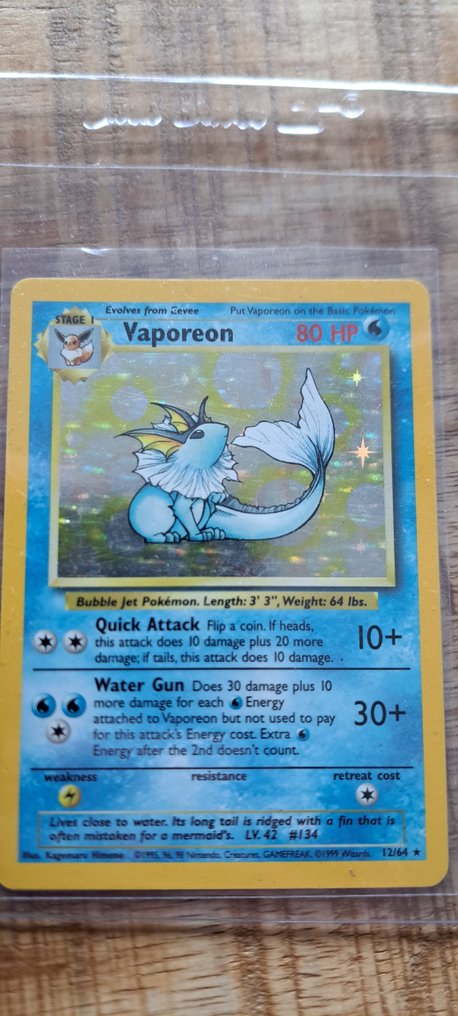 Evolves from Eevee Put Vaporeon on the Basic Pokémon
STAGE 1 Vaporeon 80 HP
Bubble Jet Pokémon. Length: 3' 3", Weight: 64 lbs.
Quick Attack Flip a coin. If heads,
this attack does 10 damage plus 20 more
damage; if tails, this attack does 10 damage.
10+
Water Gun Does 30 damage plus 10
more damage for each Energy
attached to Vaporeon but not used to pay
for this attack's Energy cost. Extra
Energy after the 2nd doesn't count.
30+
weakness resistance retreat cost
Lives close to water. Its long tail is ridged with a fin that is
often mistaken for a mermaid's. LV. 42 #134
Illus. Kagemaru Himeno ©1995, 96, 98 Nintendo, Creatures, GAMEFREAK. ©1999 Wizards. 12/64 ★